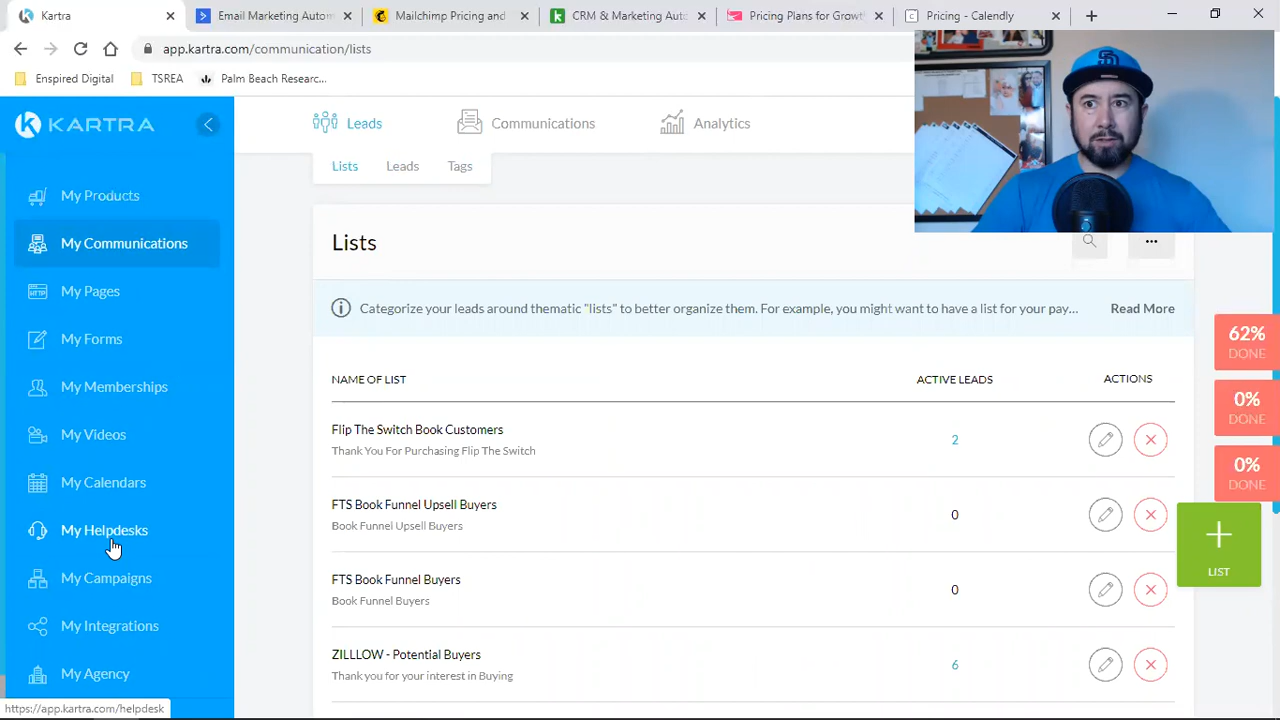 Kartra
Email Marketing Autom
Mailchimp Pricing and
CRM & Marketing Auto
Pricing Plans for Growt
Pricing - Calendly
app.kartra.com/communication/lists
Enspired Digital
TSREA
Palm Beach Researc...
KARTRA
Leads
Communications
Analytics
Lists
Leads
Tags
My Products
My Communications
My Pages
My Forms
My Memberships
My Videos
My Calendars
My Helpdesks
My Campaigns
My Integrations
My Agency
Lists
Categorize your leads around thematic "lists" to better organize them. For example, you might want to have a list for your pay...
Read More
NAME OF LIST
ACTIVE LEADS
ACTIONS
Flip The Switch Book Customers
Thank You For Purchasing Flip The Switch
2
FTS Book Funnel Upsell Buyers
Book Funnel Upsell Buyers
0
FTS Book Funnel Buyers
Book Funnel Buyers
0
ZILLLOW - Potential Buyers
Thank you for your interest in Buying
6
62%
DONE
0%
DONE
0%
DONE
LIST
https://app.kartra.com/helpdesk